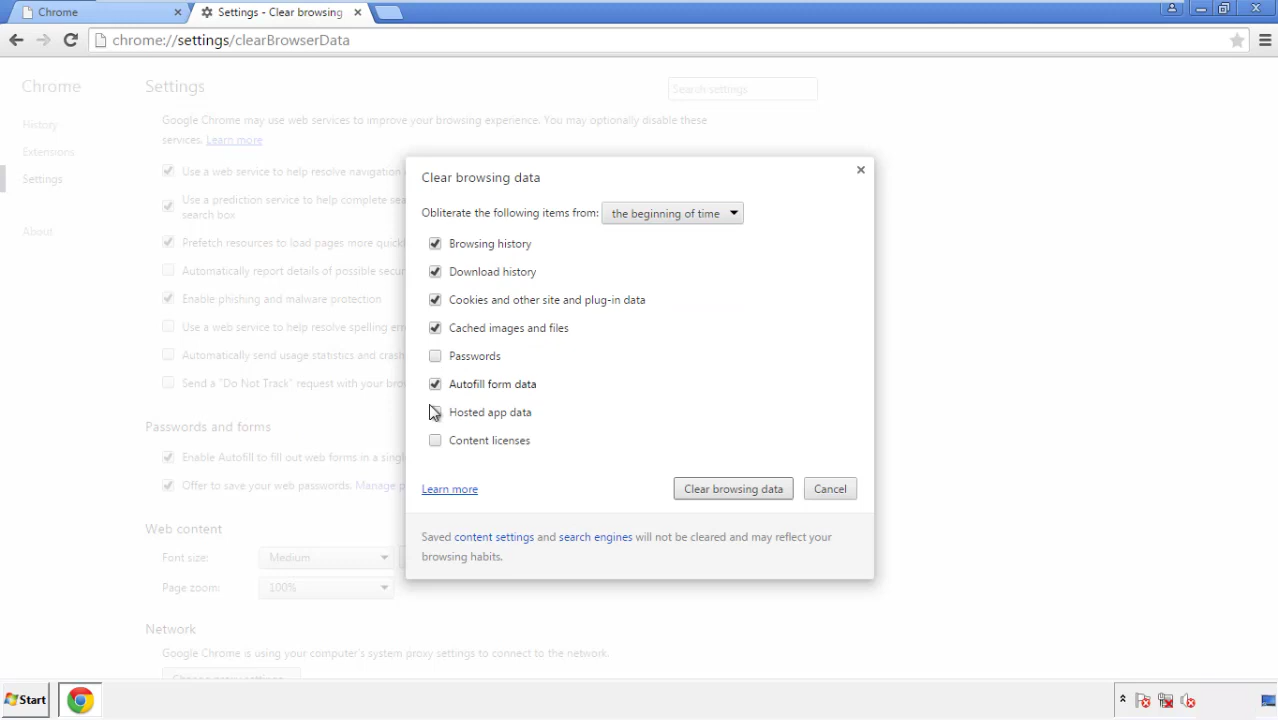 Chrome
Settings - Clear browsing
chrome://settings/clearBrowserData
Chrome
History
Extensions
Settings
About
Settings
Search settings
Google Chrome may use web services to improve your browsing experience. You may optionally disable these
services. Learn more
Use a web service to help resolve navigation
Use a prediction service to help complete
search box
Prefetch resources to load pages more
Automatically report details of possible
Enable phishing and malware protection
Use a web service to help resolve spelling
Automatically send usage statistics and
Send a "Do Not Track" request with your
Passwords and forms
Enable Autofill to fill out web forms in a
Offer to save your web passwords. Manage
Web content
Font size: Medium
Page zoom: 100%
Network
Google Chrome is using your computer's system proxy settings to connect to the network.
Clear browsing data
Obliterate the following items from: the beginning of time
Browsing history
Download history
Cookies and other site and plug-in data
Cached images and files
Passwords
Autofill form data
Hosted app data
Content licenses
Learn more
Clear browsing data
Cancel
Saved content settings and search engines will not be cleared and may reflect your
browsing habits.
Start